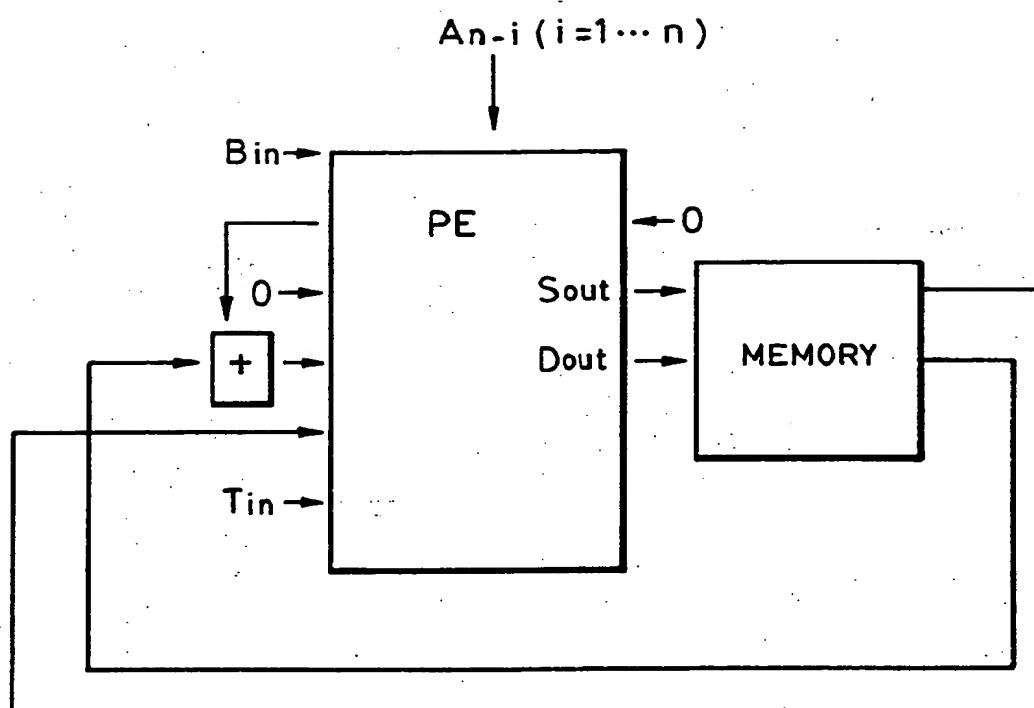 An-i (i=1··· n)
Bin
PE
0
0
Sout
+
Dout
MEMORY
Tin